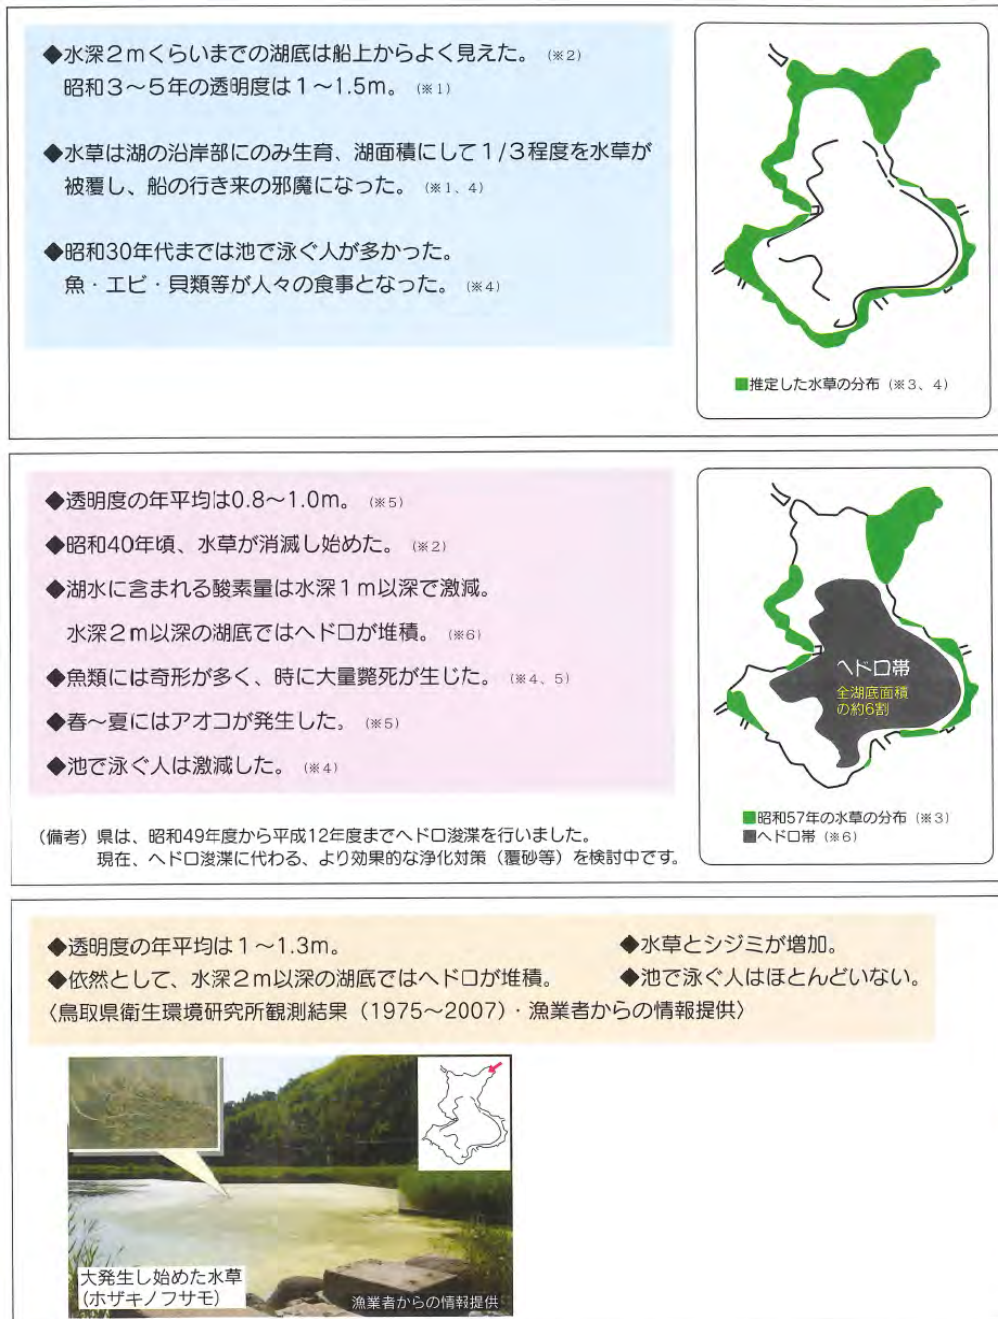 ◆水深2mくらいまでの湖底は船上からよく見えた。(※2)
昭和3～5年の透明度は1～1.5m。(※1)
◆水草は湖の沿岸部にのみ生育、湖面積にして1/3程度を水草が
被覆し、船の行き来の邪魔になった。(※1、4)
◆昭和30年代までは池で泳ぐ人が多かった。
魚・エビ・貝類等が人々の食事となった。(※4)
■推定した水草の分布(※3、4)
◆透明度の年平均は0.8～1.0m。(※5)
◆昭和40年頃、水草が消滅し始めた。(※2)
◆湖水に含まれる酸素量は水深1m以深で激減。
水深2m以深の湖底ではヘドロが堆積。(※6)
◆魚類には奇形が多く、時に大量斃死が生じた。(※4、5)
◆春～夏にはアオコが発生した。(※5)
◆池で泳ぐ人は激減した。(※4)
(備考)県は、昭和49年度から平成12年度までヘドロ浚渫を行いました。
現在、ヘドロ浚渫に代わる、より効果的な浄化対策(覆砂等)を検討中です。
ヘドロ帯
全湖底面積
の約6割
■昭和57年の水草の分布(※3)
■ヘドロ帯(※6)
◆透明度の年平均は1～1.3m。
◆水草とシジミが増加。
◆依然として、水深2m以深の湖底ではヘドロが堆積。
◆池で泳ぐ人はほとんどいない。
〈鳥取県衛生環境研究所観測結果(1975～2007)・漁業者からの情報提供〉
大発生し始めた水草
(ホザキノフサモ)
漁業者からの情報提供